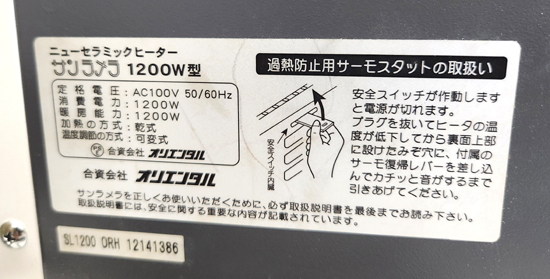 ニューセラミックヒーター
サンラメラ 1200W型
定格電圧:AC100V 50/60Hz
消費電力:1200W
暖房能力:1200W
加熱の方式:乾式
温度調節の方式:可変式
合資会社 オリエンタル
合資会社 オリエンタル
過熱防止用サーモスタットの取扱い
安全スイッチ内臓
安全スイッチが作動しますと電源が切れます。
プラグを抜いてヒータの温
度が低下してから裏面上部
に設けたみぞ穴に、付属の
サーモ復帰レバーを差し込
んでカチッと音がするまで
引きあげてください。
サンラメラを正しくお使いいただくために、必ず取扱説明書を最後までお読み下さい。
取扱説明書には、安全に関する重要な内容が記載されています。
SL1200 ORH 12141386